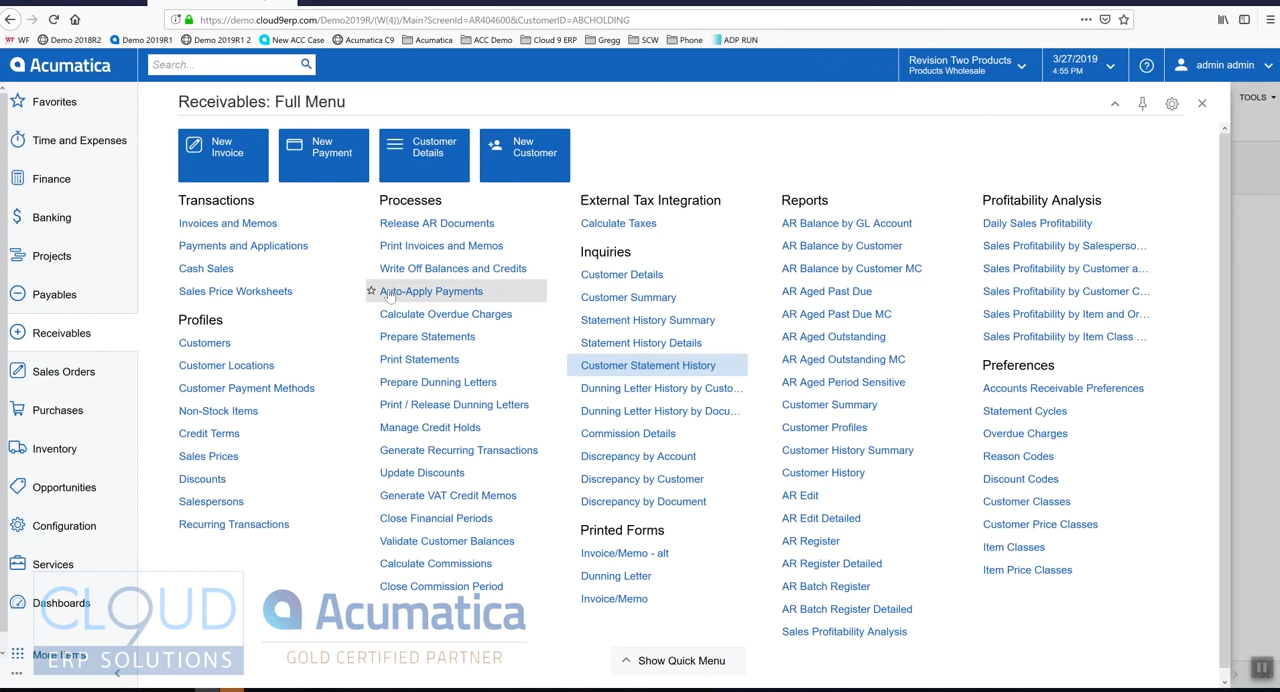 https://demo.cloud9erp.com/Demo2019R/(W(4))/Main?ScreenId=AR404600&CustomerID=ABCHOLDING
WF Demo 2018R2 Demo 2019R1 Demo 2019R1 2 New ACC Case Acumatica C9 Acumatica ACC Demo Cloud 9 ERP Gregg SCW Phone ADP RUN
Acumatica
Search...
Revision Two Products
Products Wholesale
3/27/2019
4:55 PM
admin admin
TOOLS
Favorites
Time and Expenses
Finance
Banking
Projects
Payables
Receivables
Sales Orders
Purchases
Inventory
Opportunities
Configuration
Services
Dashboards
More Items
Receivables: Full Menu
New Invoice
New Payment
Customer Details
New Customer
Transactions
Invoices and Memos
Payments and Applications
Cash Sales
Sales Price Worksheets
Profiles
Customers
Customer Locations
Customer Payment Methods
Non-Stock Items
Credit Terms
Sales Prices
Discounts
Salespersons
Recurring Transactions
Processes
Release AR Documents
Print Invoices and Memos
Write Off Balances and Credits
Auto-Apply Payments
Calculate Overdue Charges
Prepare Statements
Print Statements
Prepare Dunning Letters
Print / Release Dunning Letters
Manage Credit Holds
Generate Recurring Transactions
Update Discounts
Generate VAT Credit Memos
Close Financial Periods
Validate Customer Balances
Calculate Commissions
Close Commission Period
External Tax Integration
Calculate Taxes
Inquiries
Customer Details
Customer Summary
Statement History Summary
Statement History Details
Customer Statement History
Dunning Letter History by Custo...
Dunning Letter History by Docu...
Commission Details
Discrepancy by Account
Discrepancy by Customer
Discrepancy by Document
Printed Forms
Invoice/Memo - alt
Dunning Letter
Invoice/Memo
Reports
AR Balance by GL Account
AR Balance by Customer
AR Balance by Customer MC
AR Aged Past Due
AR Aged Past Due MC
AR Aged Outstanding
AR Aged Outstanding MC
AR Aged Period Sensitive
Customer Summary
Customer Profiles
Customer History Summary
Customer History
AR Edit
AR Edit Detailed
AR Register
AR Register Detailed
AR Batch Register
AR Batch Register Detailed
Sales Profitability Analysis
Profitability Analysis
Daily Sales Profitability
Sales Profitability by Salesperso...
Sales Profitability by Customer a...
Sales Profitability by Customer C...
Sales Profitability by Item and Or...
Sales Profitability by Item Class ...
Preferences
Accounts Receivable Preferences
Statement Cycles
Overdue Charges
Reason Codes
Discount Codes
Customer Classes
Customer Price Classes
Item Classes
Item Price Classes
Show Quick Menu
CLOUD 9
ERP SOLUTIONS
Acumatica
GOLD CERTIFIED PARTNER